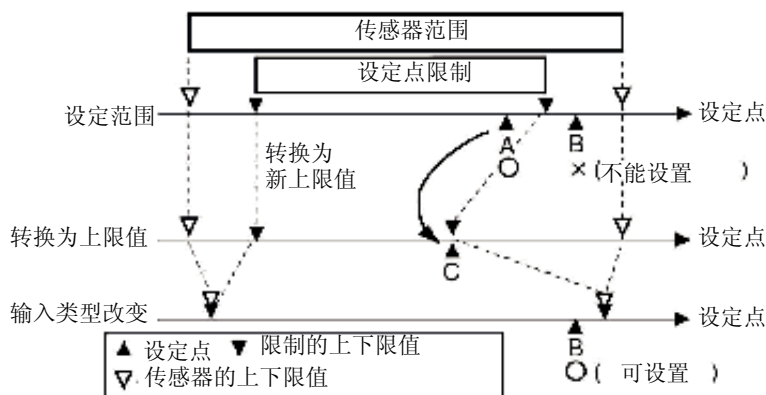 传感器范围
设定点限制
设定范围
设定点
转换为
新上限值
A
B
○
×(不能设置 )
转换为上限值
设定点
C
输入类型改变
设定点
B
○( 可设置 )
▲ 设定点 ▼ 限制的上下限值
▽ 传感器的上下限值